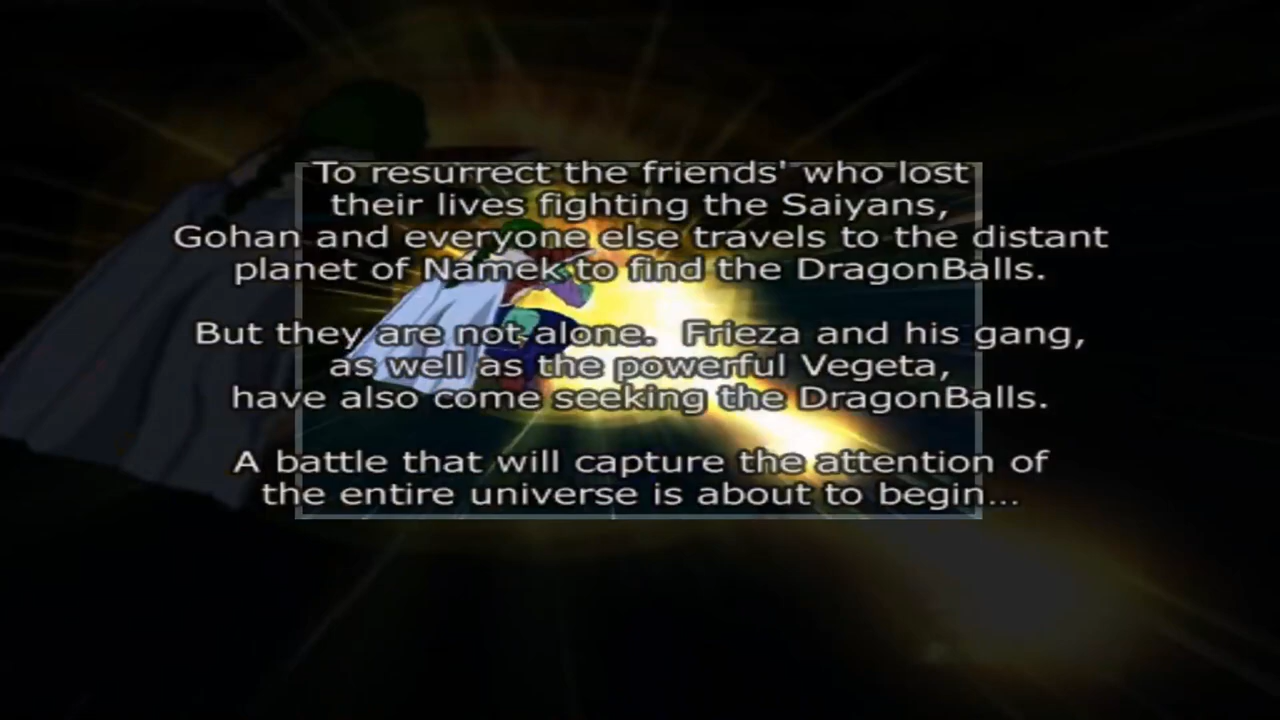 To resurrect the friends' who lost
their lives fighting the Saiyans,
Gohan and everyone else travels to the distant
planet of Namek to find the DragonBalls.
But they are not alone.  Frieza and his gang,
as well as the powerful Vegeta,
have also come seeking the DragonBalls.
A battle that will capture the attention of
the entire universe is about to begin...